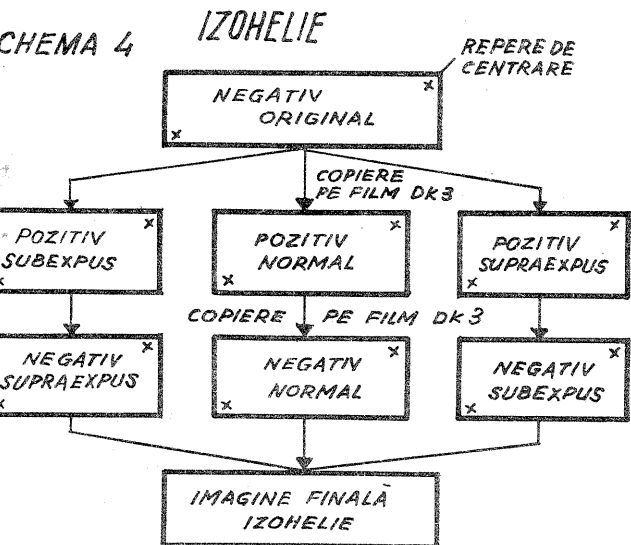 CHEMA 4
IZOHELIE
REPERE DE
CENTRARE
NEGATIV
ORIGINAL
COPIERE
PE FILM DK3
POZITIV
SUBEXPUS
POZITIV
NORMAL
POZITIV
SUPRAEXPUS
COPIERE PE FILM DK3
NEGATIV
SUPRAEXPUS
NEGATIV
NORMAL
NEGATIV
SUBEXPUS
IMAGINE FINALĂ
IZOHELIE